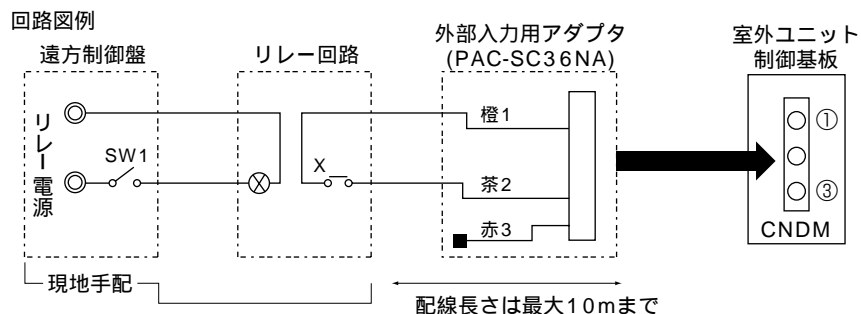 回路図例
遠方制御盤
リレー回路
外部入力用アダプタ
(PAC-SC36NA)
室外ユニット
制御基板
リレー電源
SW1
X
X
橙1
茶2
赤3
①
③
CNDM
現地手配
配線長さは最大10mまで